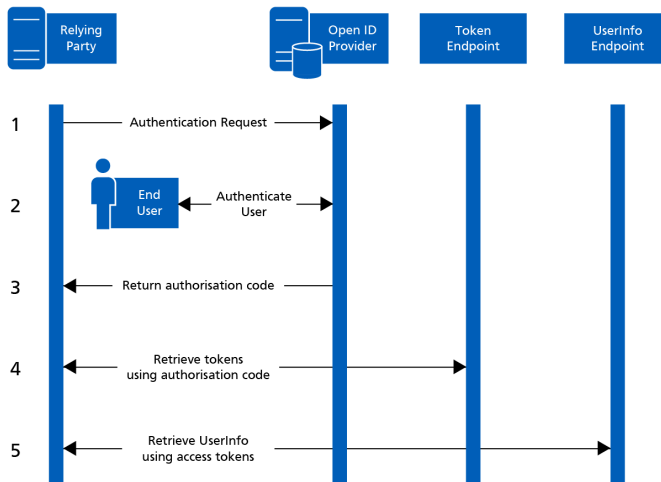 Relying
Party
Open ID
Provider
Token
Endpoint
UserInfo
Endpoint
1
Authentication Request
2
End
User
Authenticate
User
3
Return authorisation code
4
Retrieve tokens
using authorisation code
5
Retrieve UserInfo
using access tokens